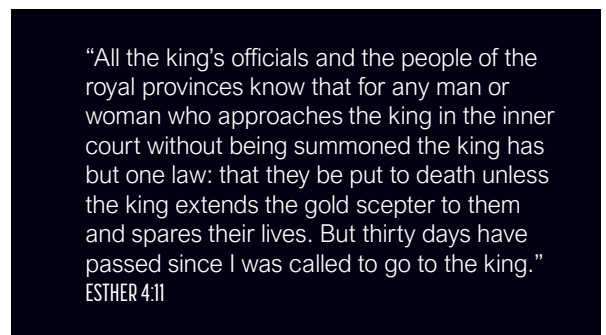 “All the king’s officials and the people of the
royal provinces know that for any man or
woman who approaches the king in the inner
court without being summoned the king has
but one law: that they be put to death unless
the king extends the gold scepter to them
and spares their lives. But thirty days have
passed since I was called to go to the king.”
ESTHER 4:11